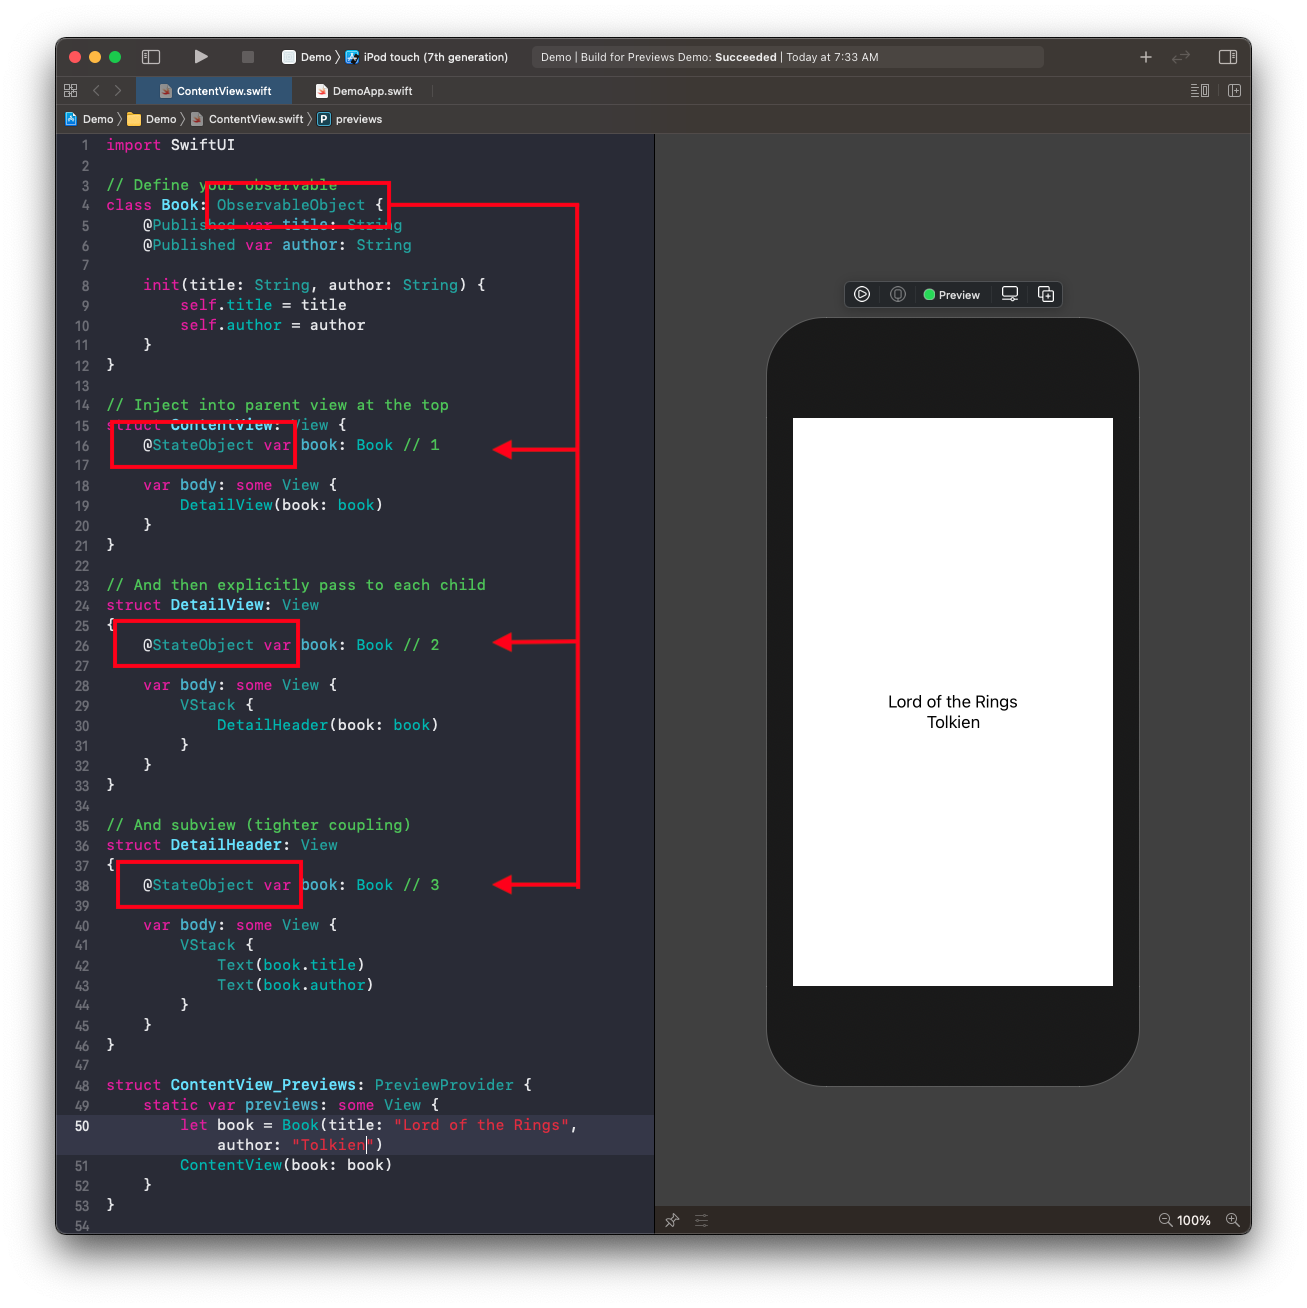 Demo 〉 iPod touch (7th generation)
Demo | Build for Previews Demo: Succeeded | Today at 7:33 AM
ContentView.swift
DemoApp.swift
Demo 〉 Demo 〉 ContentView.swift 〉 P previews
1 import SwiftUI
2
3 // Define your observable
4 class Book: ObservableObject {
5     @Published var title: String
6     @Published var author: String
7
8     init(title: String, author: String) {
9         self.title = title
10         self.author = author
11     }
12 }
13
14 // Inject into parent view at the top
15 struct ContentView: View {
16     @StateObject var book: Book // 1
17
18     var body: some View {
19         DetailView(book: book)
20     }
21 }
22
23 // And then explicitly pass to each child
24 struct DetailView: View
25 {
26     @StateObject var book: Book // 2
27
28     var body: some View {
29         VStack {
30             DetailHeader(book: book)
31         }
32     }
33 }
34
35 // And subview (tighter coupling)
36 struct DetailHeader: View
37 {
38     @StateObject var book: Book // 3
39
40     var body: some View {
41         VStack {
42             Text(book.title)
43             Text(book.author)
44         }
45     }
46 }
47
48 struct ContentView_Previews: PreviewProvider {
49     static var previews: some View {
50         let book = Book(title: "Lord of the Rings",
            author: "Tolkien")
51         ContentView(book: book)
52     }
53 }
54
Preview
Lord of the Rings
Tolkien
100%